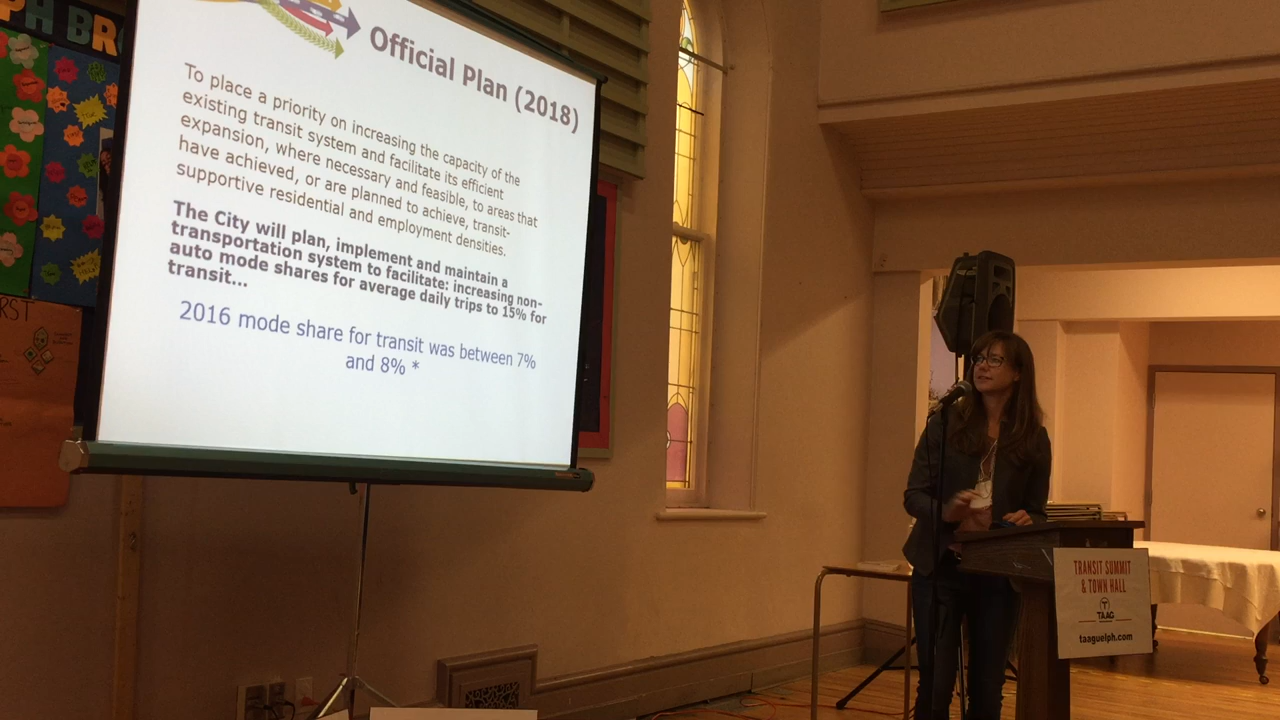 PH BR
Official Plan (2018)
To place a priority on increasing the capacity of the
existing transit system and facilitate its efficient
expansion, where necessary and feasible, to areas that
have achieved, or are planned to achieve, transit-
supportive residential and employment densities.
The City will plan, implement and maintain a
transportation system to facilitate: increasing non-
auto mode shares for average daily trips to 15% for
transit...
2016 mode share for transit was between 7%
and 8% *
RST
TRANSIT SUMMIT
& TOWN HALL
T
TAAG
taaguelph.com